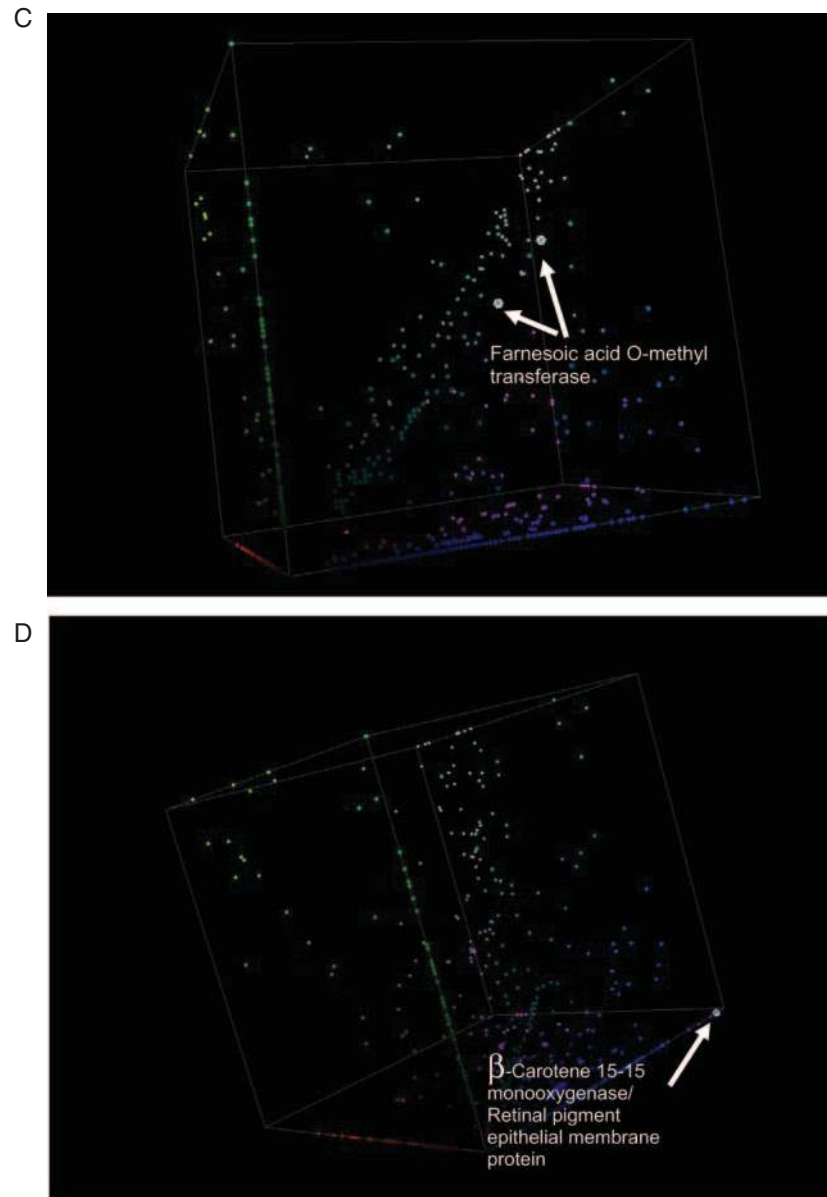 C
Farnesoic acid O-methyl
transferase
D
β-Carotene 15-15
monooxygenase/
Retinal pigment
epithelial membrane
protein